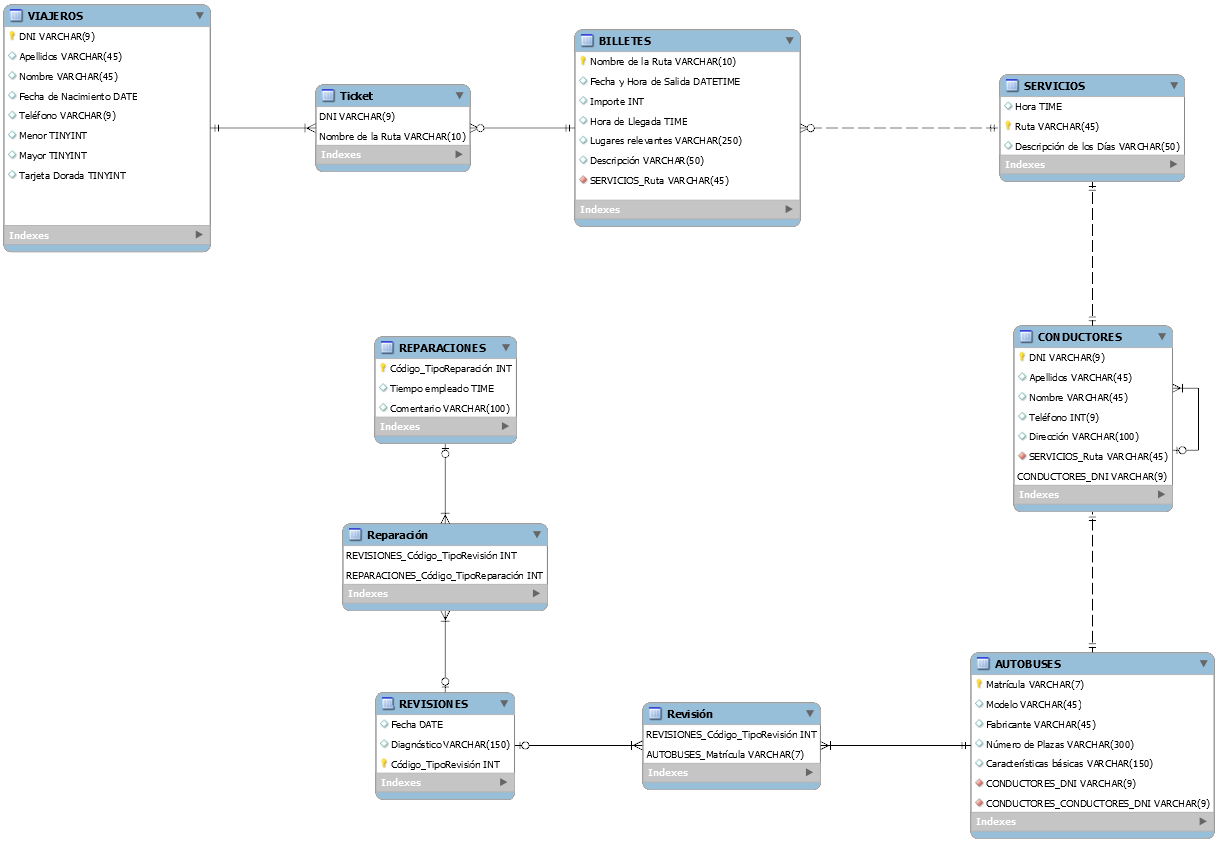 VIAJEROS
DNI VARCHAR(9)
Apellidos VARCHAR(45)
Nombre VARCHAR(45)
Fecha de Nacimiento DATE
Teléfono VARCHAR(9)
Menor TINYINT
Mayor TINYINT
Tarjeta Dorada TINYINT
Indexes
Ticket
DNI VARCHAR(9)
Nombre de la Ruta VARCHAR(10)
Indexes
BILLETES
Nombre de la Ruta VARCHAR(10)
Fecha y Hora de Salida DATETIME
Importe INT
Hora de Llegada TIME
Lugares relevantes VARCHAR(250)
Descripción VARCHAR(50)
SERVICIOS_Ruta VARCHAR(45)
Indexes
SERVICIOS
Hora TIME
Ruta VARCHAR(45)
Descripción de los Días VARCHAR(50)
Indexes
REPARACIONES
Código_TipoReparación INT
Tiempo empleado TIME
Comentario VARCHAR(100)
Indexes
CONDUCTORES
DNI VARCHAR(9)
Apellidos VARCHAR(45)
Nombre VARCHAR(45)
Teléfono INT(9)
Dirección VARCHAR(100)
SERVICIOS_Ruta VARCHAR(45)
CONDUCTORES_DNI VARCHAR(9)
Indexes
Reparación
REVISIONES_Código_TipoRevisión INT
REPARACIONES_Código_TipoReparación INT
Indexes
REVISIONES
Fecha DATE
Diagnóstico VARCHAR(150)
Código_TipoRevisión INT
Indexes
Revisión
REVISIONES_Código_TipoRevisión INT
AUTOBUSES_Matrícula VARCHAR(7)
Indexes
AUTOBUSES
Matrícula VARCHAR(7)
Modelo VARCHAR(45)
Fabricante VARCHAR(45)
Número de Plazas VARCHAR(300)
Características básicas VARCHAR(150)
CONDUCTORES_DNI VARCHAR(9)
CONDUCTORES_CONDUCTORES_DNI VARCHAR(9)
Indexes